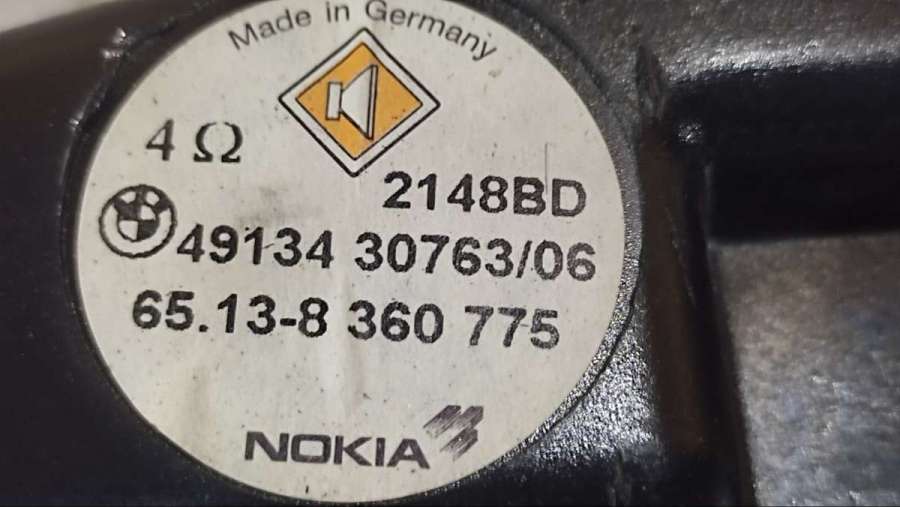 Made in Germany
4 Ω
2148BD
49134 30763/06
65.13-8 360 775
NOKIA